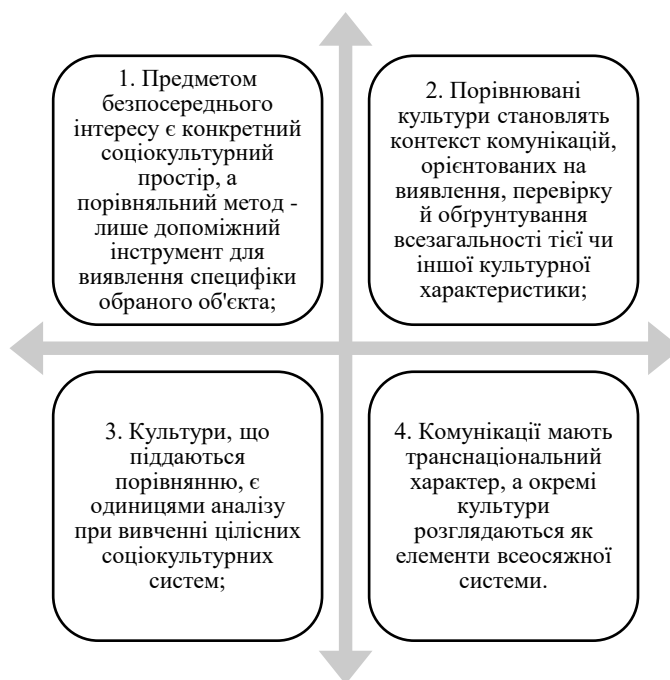 1. Предметом
безпосереднього
інтересу є конкретний
соціокультурний
простір, а
порівняльний метод -
лише допоміжний
інструмент для
виявлення специфіки
обраного об'єкта;
2. Порівнювані
культури становлять
контекст комунікацій,
орієнтованих на
виявлення, перевірку
й обґрунтування
всезагальності тієї чи
іншої культурної
характеристики;
3. Культури, що
піддаються
порівнянню, є
одиницями аналізу
при вивченні цілісних
соціокультурних
систем;
4. Комунікації мають
транснаціональний
характер, а окремі
культури
розглядаються як
елементи всеосяжної
системи.